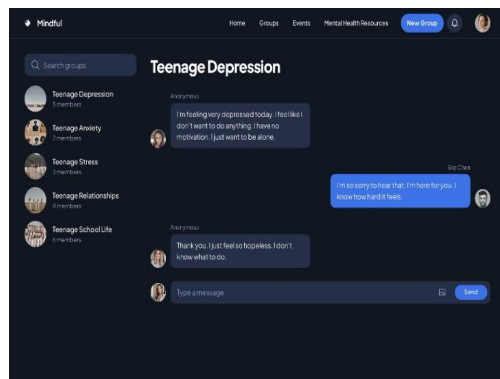 Mindful
Home
Groups
Events
Mental Health Resources
New Group
Search groups
Teenage Depression
5 members
Teenage Anxiety
2 members
Teenage Stress
3 members
Teenage Relationships
4 members
Teenage School Life
6 members
Teenage Depression
Anonymous
I'm feeling very depressed today. I feel like I
don't want to do anything. I have no
motivation. I just want to be alone.
Chen
I'm so sorry to hear that. I'm here for you. I
know how hard it feels.
Anonymous
Thank you. I just feel so hopeless. I don't
know what to do.
Type a message
Send